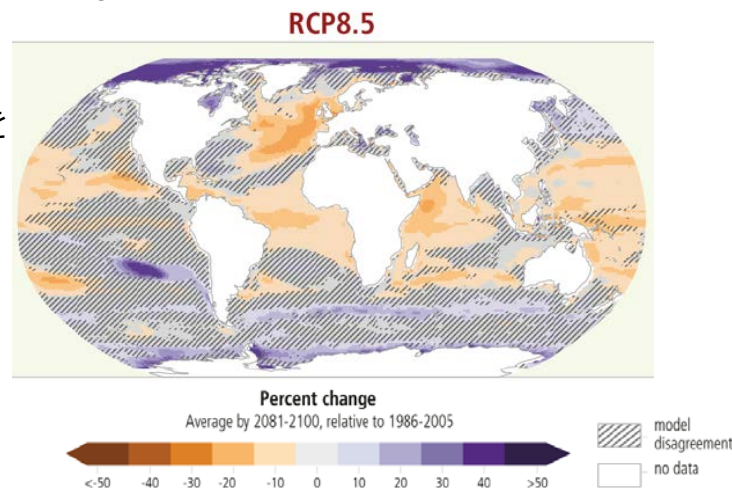 RCP8.5
を
Percent change
Average by 2081-2100, relative to 1986-2005
<-50 -40 -30 -20 -10 0 10 20 30 40 >50
model
disagreement
no data